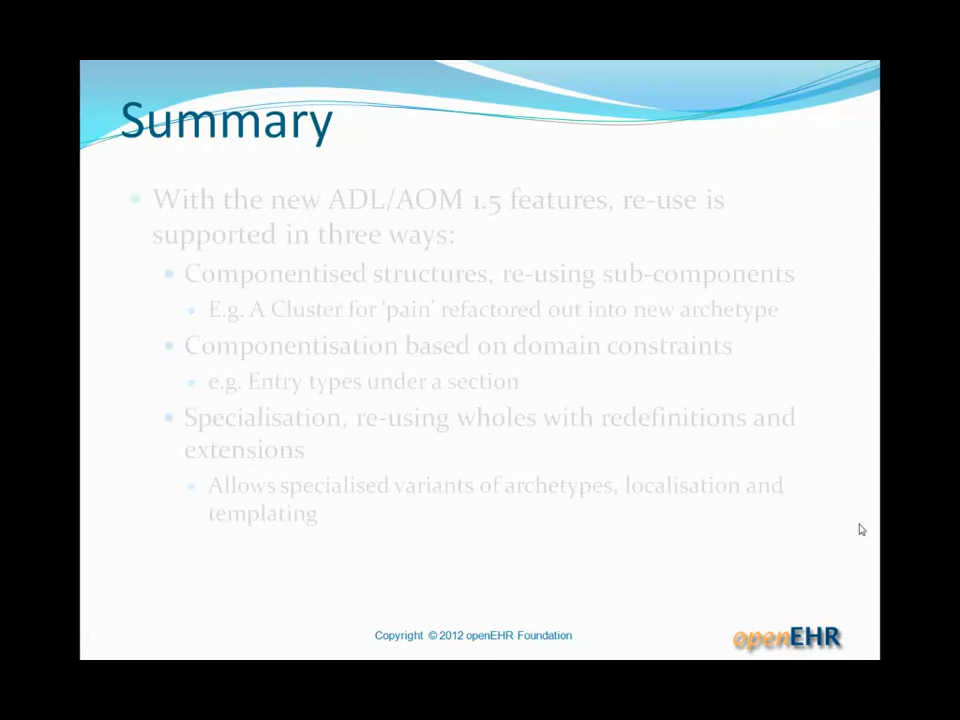 Summary
With the new ADL/AOM 1.5 features, re-use is
supported in three ways:
Componentised structures, re-using sub-components
E.g. A Cluster for ‘pain’ refactored out into new archetype
Componentisation based on domain constraints
e.g. Entry types under a section
Specialisation, re-using wholes with redefinitions and
extensions
Allows specialised variants of archetypes, localisation and
templating
Copyright © 2012 openEHR Foundation
openEHR